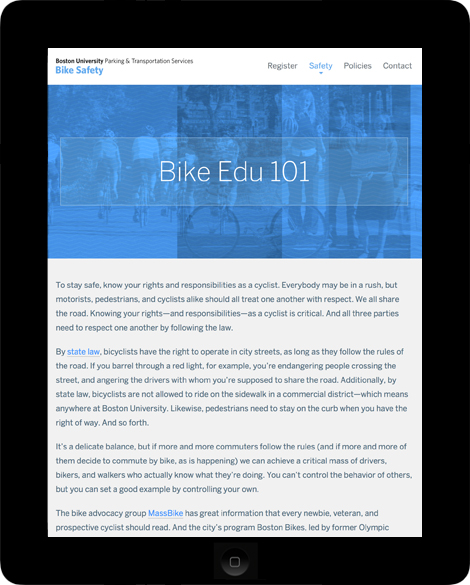 Boston University Parking & Transportation Services
Bike Safety
Register Safety Policies Contact
Bike Edu 101
To stay safe, know your rights and responsibilities as a cyclist. Everybody may be in a rush, but
motorists, pedestrians, and cyclists alike should all treat one another with respect. We all share
the road. Knowing your rights—and responsibilities—as a cyclist is critical. And all three parties
need to respect one another by following the law.
By state law, bicyclists have the right to operate in city streets, as long as they follow the rules of
the road. If you barrel through a red light, for example, you're endangering people crossing the
street, and angering the drivers with whom you're supposed to share the road. Additionally, by
state law, bicyclists are not allowed to ride on the sidewalk in a commercial district—which means
anywhere at Boston University. Likewise, pedestrians need to stay on the curb when you have the
right of way. And so forth.
It's a delicate balance, but if more and more commuters follow the rules (and if more and more of
them decide to commute by bike, as is happening) we can achieve a critical mass of drivers,
bikers, and walkers who actually know what they're doing. You can't control the behavior of others,
but you can set a good example by controlling your own.
The bike advocacy group MassBike has great information that every newbie, veteran, and
prospective cyclist should read. And the city's program Boston Bikes, led by former Olympic